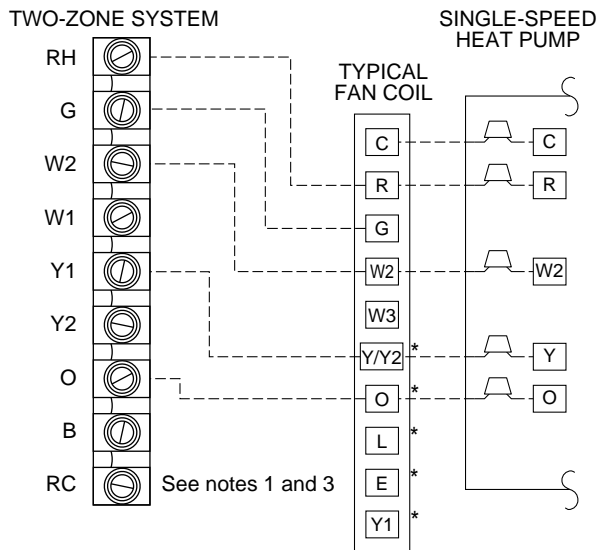 TWO-ZONE SYSTEM
SINGLE-SPEED
HEAT PUMP
TYPICAL
FAN COIL
RH
G
W2
W1
Y1
Y2
O
B
RC
See notes 1 and 3
C
R
G
W2
W3
Y/Y2 *
O *
L *
E *
Y1 *
C
R
W2
Y
O